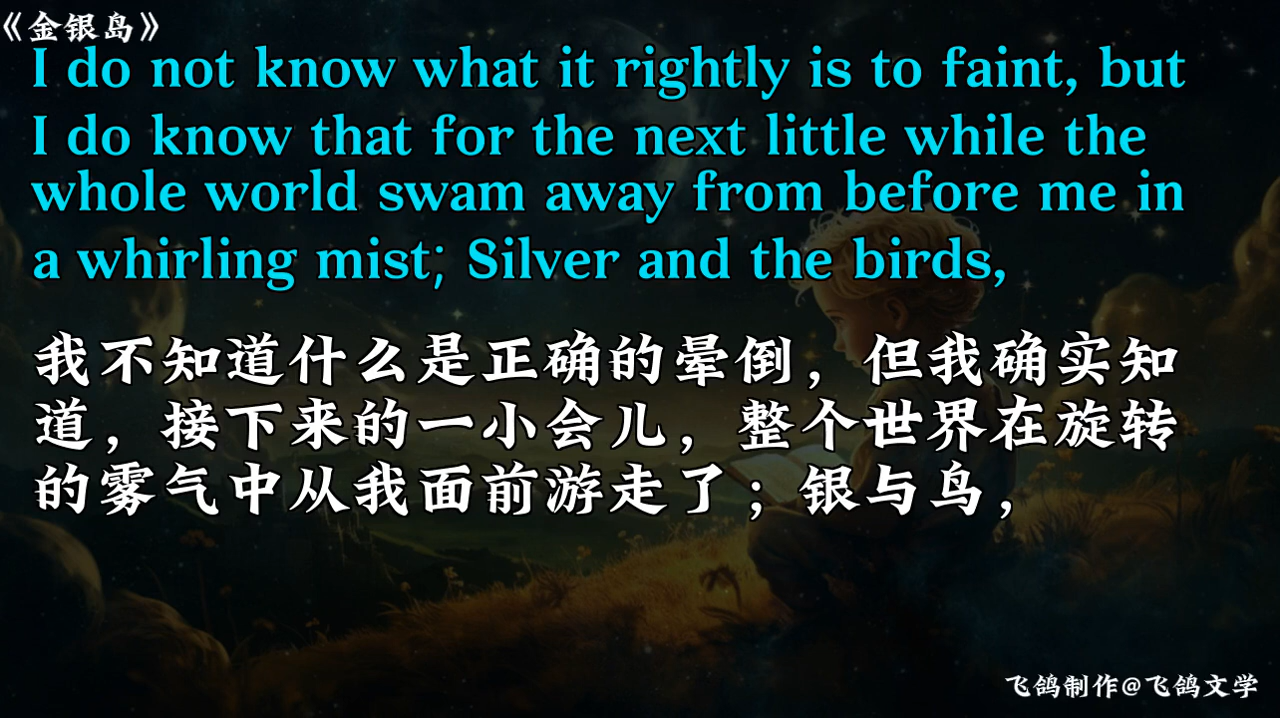 《金银岛》
I do not know what it rightly is to faint, but
I do know that for the next little while the
whole world swam away from before me in
a whirling mist; Silver and the birds,
我不知道什么是正确的晕倒，但我确实知
道，接下来的一小会儿，整个世界在旋转
的雾气中从我面前游走了；银与鸟，
飞鸽制作@飞鸽文学